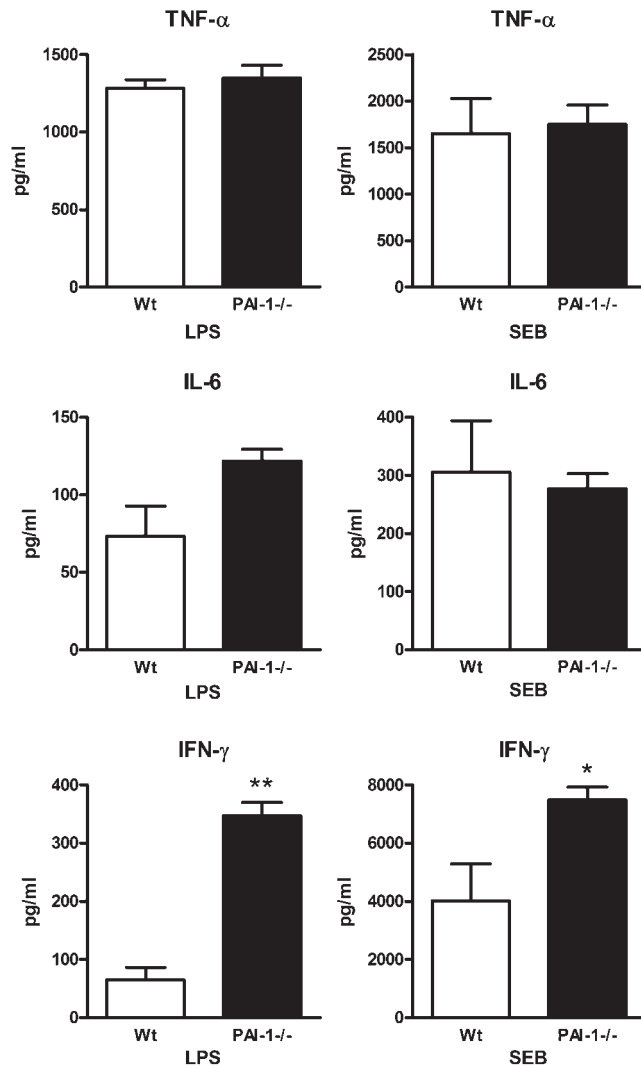 TNF-α
1500
1000
500
0
pg/ml
Wt PAI-1-/-
LPS
TNF-α
2500
2000
1500
1000
500
0
pg/ml
Wt PAI-1-/-
SEB
IL-6
150
100
50
0
pg/ml
Wt PAI-1-/-
LPS
IL-6
400
300
200
100
0
pg/ml
Wt PAI-1-/-
SEB
IFN-γ
**
400
300
200
100
0
pg/ml
Wt PAI-1-/-
LPS
IFN-γ
*
8000
6000
4000
2000
0
pg/ml
Wt PAI-1-/-
SEB